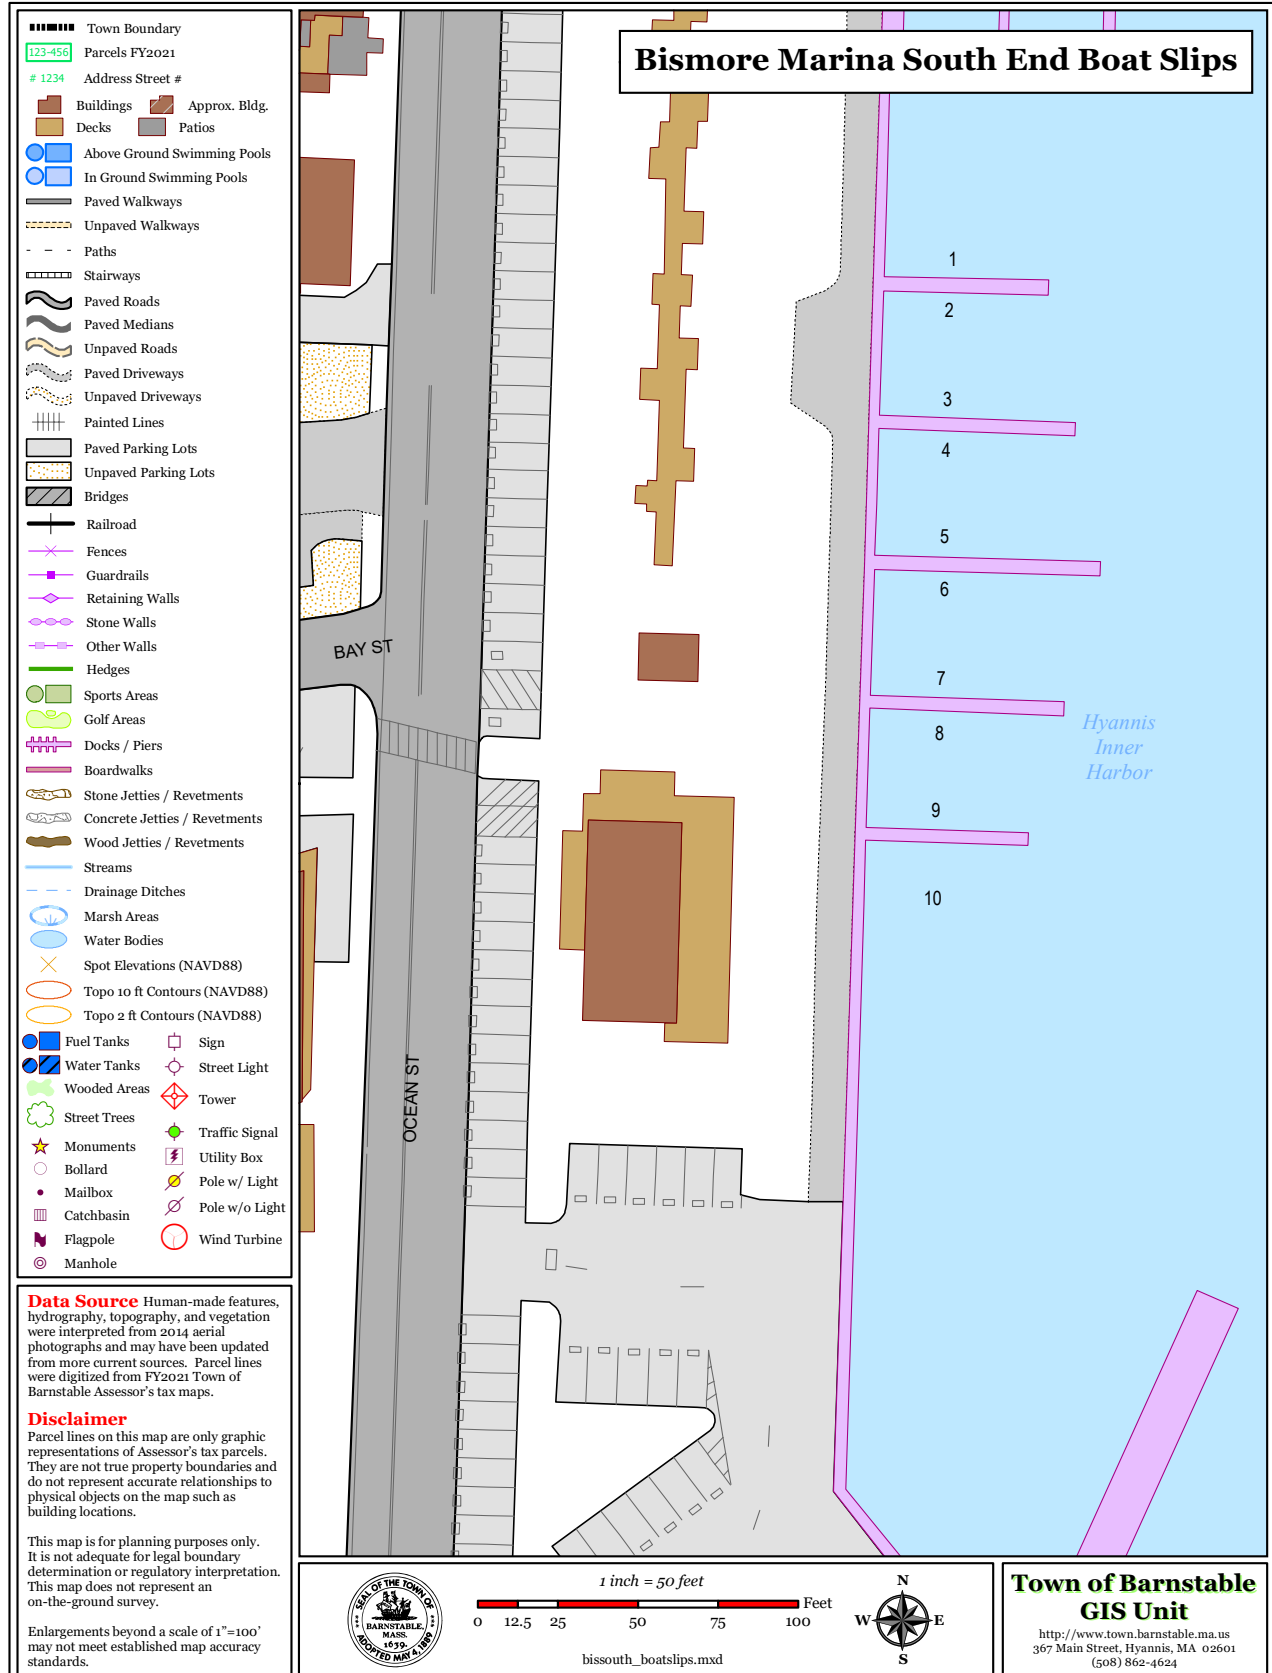 Bismore Marina South End Boat Slips
Town Boundary
123-456 Parcels FY2021
# 1234 Address Street #
Buildings Approx. Bldg.
Decks Patios
Above Ground Swimming Pools
In Ground Swimming Pools
Paved Walkways
Unpaved Walkways
Paths
Stairways
Paved Roads
Paved Medians
Unpaved Roads
Paved Driveways
Unpaved Driveways
Painted Lines
Paved Parking Lots
Unpaved Parking Lots
Bridges
Railroad
Fences
Guardrails
Retaining Walls
Stone Walls
Other Walls
Hedges
Sports Areas
Golf Areas
Docks / Piers
Boardwalks
Stone Jetties / Revetments
Concrete Jetties / Revetments
Wood Jetties / Revetments
Streams
Drainage Ditches
Marsh Areas
Water Bodies
Spot Elevations (NAVD88)
Topo 10 ft Contours (NAVD88)
Topo 2 ft Contours (NAVD88)
Fuel Tanks Sign
Water Tanks Street Light
Wooded Areas Tower
Street Trees
Monuments Traffic Signal
Bollard Utility Box
Mailbox Pole w/ Light
Catchbasin Pole w/o Light
Flagpole Wind Turbine
Manhole
Data Source Human-made features,
hydrography, topography, and vegetation
were interpreted from 2014 aerial
photographs and may have been updated
from more current sources. Parcel lines
were digitized from FY2021 Town of
Barnstable Assessor's tax maps.
Disclaimer
Parcel lines on this map are only graphic
representations of Assessor's tax parcels.
They are not true property boundaries and
do not represent accurate relationships to
physical objects on the map such as
building locations.
This map is for planning purposes only.
It is not adequate for legal boundary
determination or regulatory interpretation.
This map does not represent an
on-the-ground survey.
Enlargements beyond a scale of 1"=100'
may not meet established map accuracy
standards.
BAY ST
OCEAN ST
1
2
3
4
5
6
7
8
9
10
Hyannis
Inner
Harbor
SEAL OF THE TOWN OF
BARNSTABLE,
MASS.
1639.
ADOPTED MAY 4, 1889
1 inch = 50 feet
Feet
0 12.5 25 50 75 100
bissouth_boatslips.mxd
N
W E
S
Town of Barnstable
GIS Unit
http://www.town.barnstable.ma.us
367 Main Street, Hyannis, MA 02601
(508) 862-4624